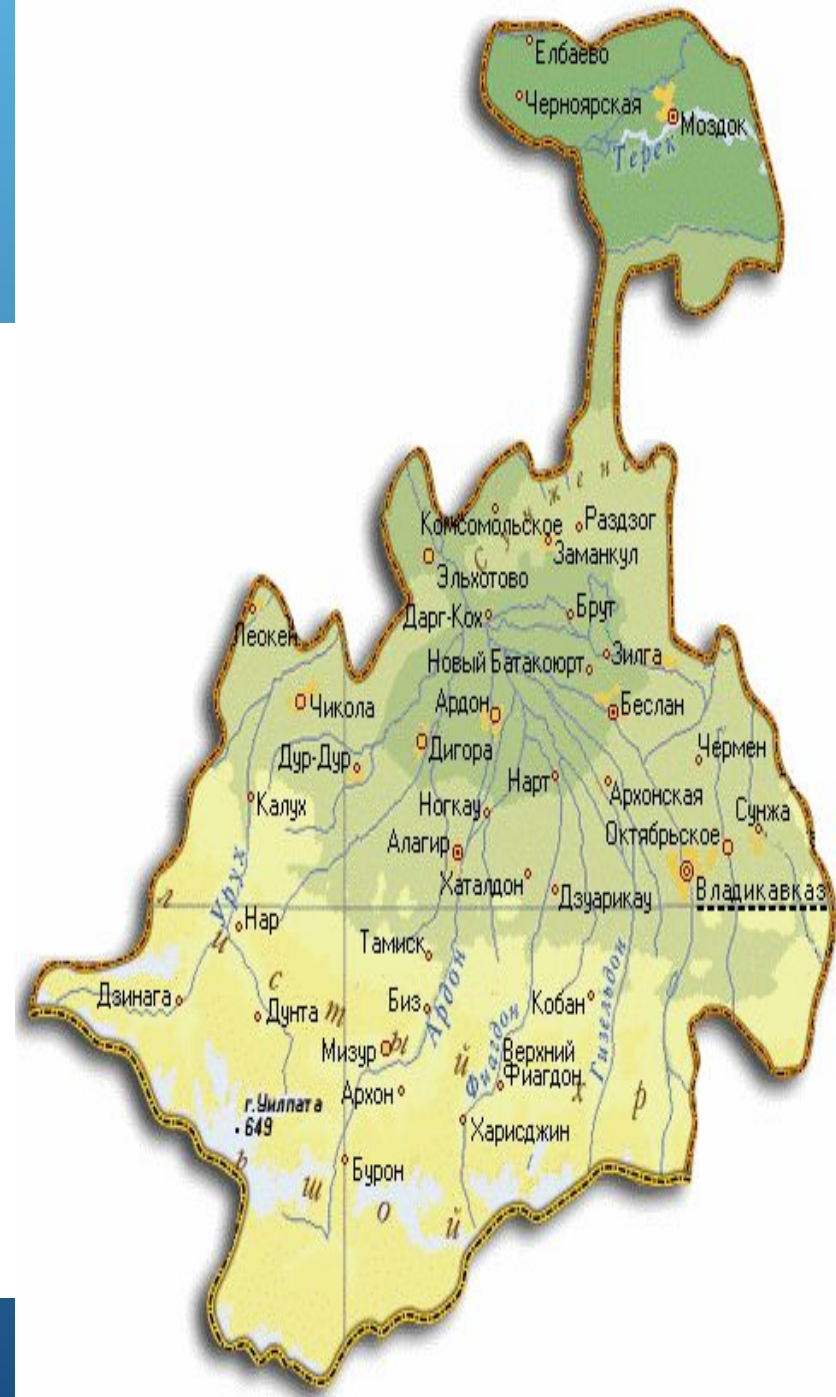 Елбаево
Черноярская
Моздок
Терек
Сунженс
Комсомольское
Раздзог
Заманкул
Эльхотово
Дарг-Кох
Брут
Леокен
Новый Батакоюрт
Зилга
Чикола
Ардон
Беслан
Дигора
Чермен
Дур-Дур
Нарт
Архонская
Калух
Ногкау
Сунжа
Октябрьское
Алагир
Хаталдон
Дзуарикау
Владикавказ
Урух
Нар
Тамиск
Дзинага
Дунта
Биз
Ардон
Кобан
Гизельдон
Мизур
Фиагдон
Верхний
Фиагдон
Архон
г.Уилпата
649
Харисджин
Бурон
л и с т ы й х р
ь ш о й